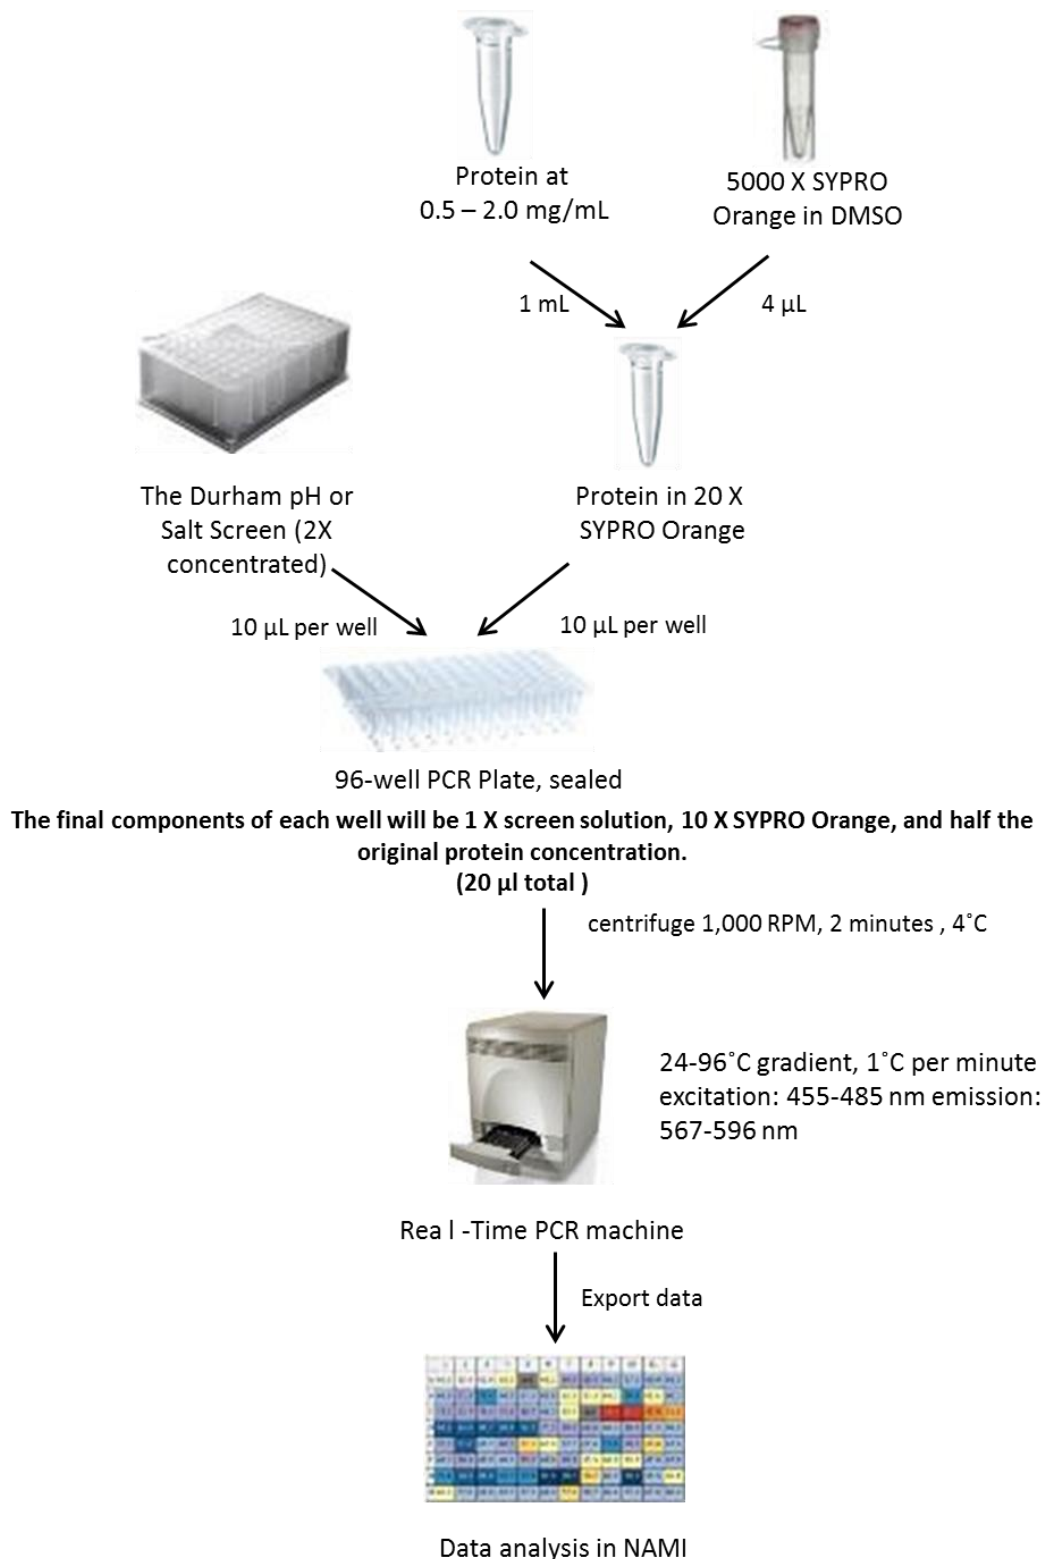 Protein at
0.5 – 2.0 mg/mL
5000 X SYPRO
Orange in DMSO
1 mL
4 µL
The Durham pH or
Salt Screen (2X
concentrated)
Protein in 20 X
SYPRO Orange
10 µL per well
10 µL per well
96-well PCR Plate, sealed
The final components of each well will be 1 X screen solution, 10 X SYPRO Orange, and half the
original protein concentration.
(20 µl total )
centrifuge 1,000 RPM, 2 minutes , 4˚C
24-96˚C gradient, 1˚C per minute
excitation: 455-485 nm emission:
567-596 nm
Rea l -Time PCR machine
Export data
Data analysis in NAMI